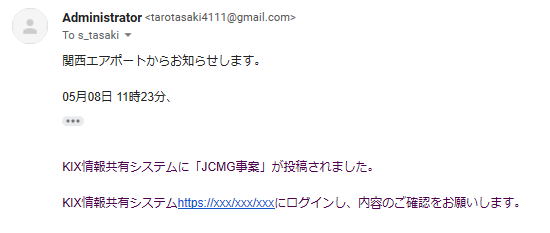 Administrator <tarotasaki4111@gmail.com>
To s_tasaki
関西エアポートからお知らせします。
05月08日 11時23分、
KIX情報共有システムに「JCMG事案」が投稿されました。
KIX情報共有システムhttps://xxx/xxx/xxxにログインし、内容のご確認をお願いします。